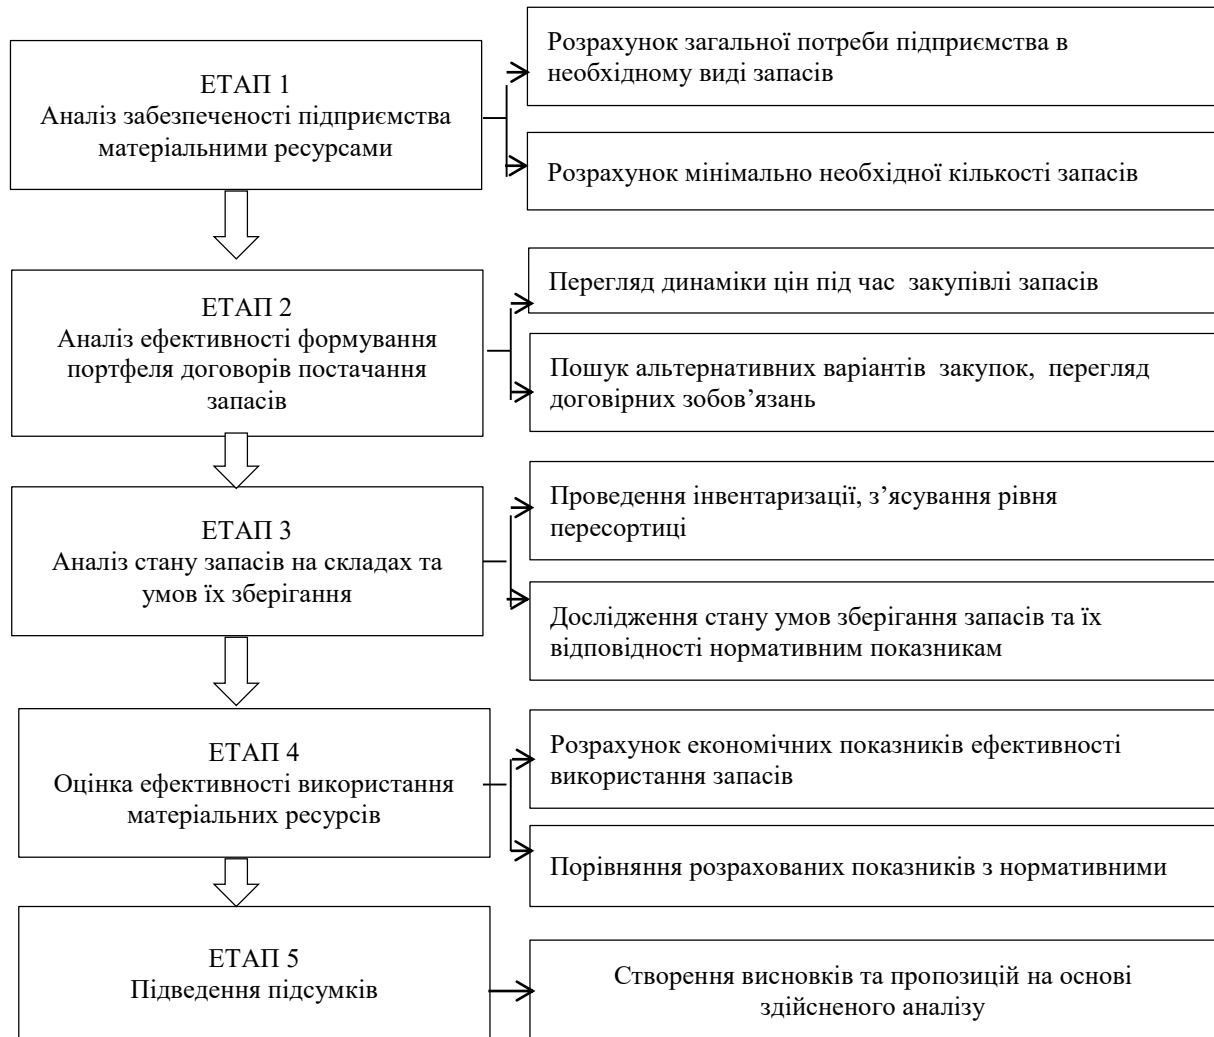 ЕТАП 1
Аналіз забезпеченості підприємства
матеріальними ресурсами
Розрахунок загальної потреби підприємства в
необхідному виді запасів
Розрахунок мінімально необхідної кількості запасів
ЕТАП 2
Аналіз ефективності формування
портфеля договорів постачання
запасів
Перегляд динаміки цін під час закупівлі запасів
Пошук альтернативних варіантів закупок, перегляд
договірних зобов’язань
ЕТАП 3
Аналіз стану запасів на складах та
умов їх зберігання
Проведення інвентаризації, з’ясування рівня
пересортиці
Дослідження стану умов зберігання запасів та їх
відповідності нормативним показникам
ЕТАП 4
Оцінка ефективності використання
матеріальних ресурсів
Розрахунок економічних показників ефективності
використання запасів
Порівняння розрахованих показників з нормативними
ЕТАП 5
Підведення підсумків
Створення висновків та пропозицій на основі
здійсненого аналізу